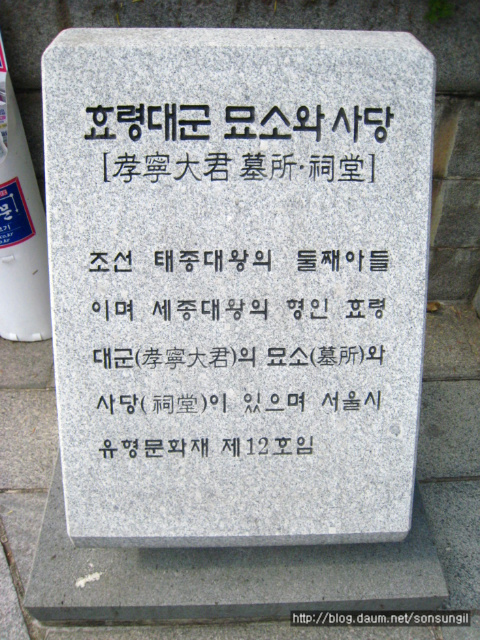 효령대군 묘소와 사당
[孝寧大君 墓所·祠堂]
조선 태종대왕의 둘째아들
이며 세종대왕의 형인 효령
대군(孝寧大君)의 묘소(墓所)와
사당(祠堂)이 있으며 서울시
유형문화재 제12호임
http://blog.daum.net/sonsungil